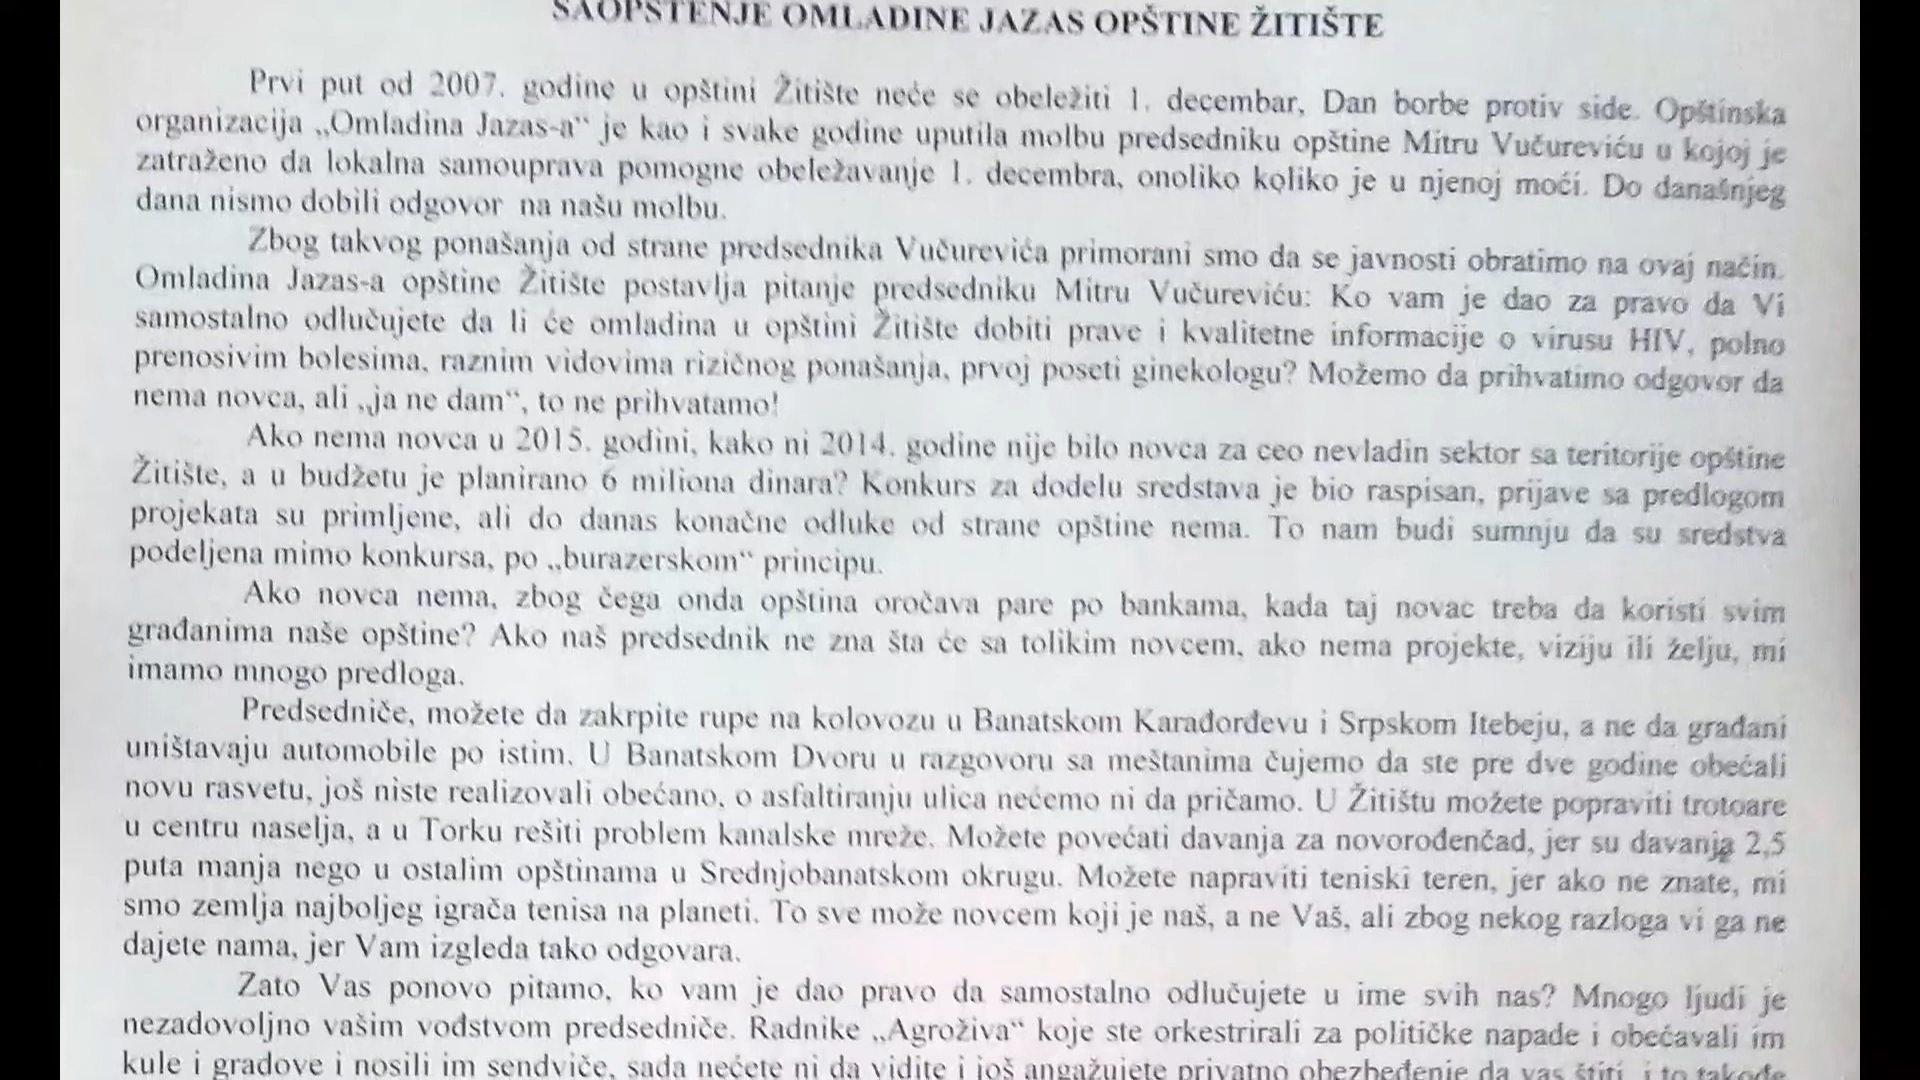 SAOPŠTENJE OMLADINE JAZAS OPŠTINE ŽITIŠTE
Prvi put od 2007. godine u opštini Žitište neće se obeležiti 1. decembar, Dan borbe protiv side. Opštinska
organizacija „Omladina Jazas-a“ je kao i svake godine uputila molbu predsedniku opštine Mitru Vučureviću u kojoj je
zatraženo da lokalna samouprava pomogne obeležavanje 1. decembra, onoliko koliko je u njenoj moći. Do današnjeg
dana nismo dobili odgovor na našu molbu.
Zbog takvog ponašanja od strane predsednika Vučurevića primorani smo da se javnosti obratimo na ovaj način.
Omladina Jazas-a opštine Žitište postavlja pitanje predsedniku Mitru Vučureviću: Ko vam je dao za pravo da Vi
samostalno odlučujete da li će omladina u opštini Žitište dobiti prave i kvalitetne informacije o virusu HIV, polno
prenosivim bolesima, raznim vidovima rizičnog ponašanja, prvoj poseti ginekologu? Možemo da prihvatimo odgovor da
nema novca, ali „ja ne dam“, to ne prihvatamo!
Ako nema novca u 2015. godini, kako ni 2014. godine nije bilo novca za ceo nevladin sektor sa teritorije opštine
Žitište, a u budžetu je planirano 6 miliona dinara? Konkurs za dodelu sredstava je bio raspisan, prijave sa predlogom
projekata su primljene, ali do danas konačne odluke od strane opštine nema. To nam budi sumnju da su sredstva
podeljena mimo konkursa, po „burazerskom“ principu.
Ako novca nema, zbog čega onda opština oročava pare po bankama, kada taj novac treba da koristi svim
građanima naše opštine? Ako naš predsednik ne zna šta će sa tolikim novcem, ako nema projekte, viziju ili želju, mi
imamo mnogo predloga.
Predsedniče, možete da zakrpite rupe na kolovozu u Banatskom Karađorđevu i Srpskom Itebeju, a ne da građani
uništavaju automobile po istim. U Banatskom Dvoru u razgovoru sa meštanima čujemo da ste pre dve godine obećali
novu rasvetu, još niste realizovali obećano, o asfaltiranju ulica nećemo ni da pričamo. U Žitištu možete popraviti trotoare
u centru naselja, a u Torku rešiti problem kanalske mreže. Možete povećati davanja za novorođenčad, jer su davanja 2,5
puta manja nego u ostalim opštinama u Srednjobanatskom okrugu. Možete napraviti teniski teren, jer ako ne znate, mi
smo zemlja najboljeg igrača tenisa na planeti. To sve može novcem koji je naš, a ne Vaš, ali zbog nekog razloga vi ga ne
dajete nama, jer Vam izgleda tako odgovara.
Zato Vas ponovo pitamo, ko vam je dao pravo da samostalno odlučujete u ime svih nas? Mnogo ljudi je
nezadovoljno vašim vođstvom predsedniče. Radnike „Agroživa“ koje ste orkestrirali za političke napade i obećavali im
kule i gradove i nosili im sendviče, sada nećete ni da vidite i još angažujete privatno obezbeđenje da vas štiti, i to takođe